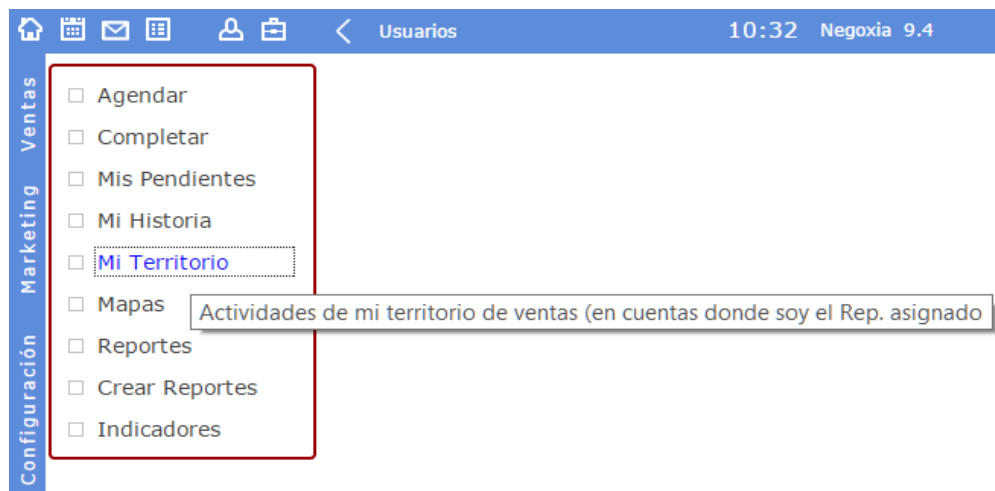 Usuarios 10:32 Negoxia 9.4
Ventas
Marketing
Configuración
Agendar
Completar
Mis Pendientes
Mi Historia
Mi Territorio
Mapas
Actividades de mi territorio de ventas (en cuentas donde soy el Rep. asignado
Reportes
Crear Reportes
Indicadores